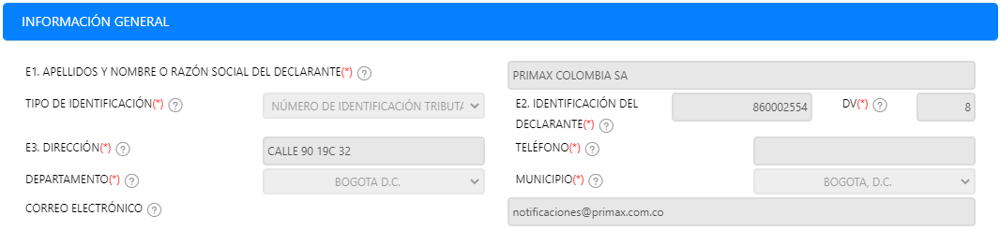 INFORMACIÓN GENERAL
E1. APELLIDOS Y NOMBRE O RAZÓN SOCIAL DEL DECLARANTE(*) ? PRIMAX COLOMBIA SA
TIPO DE IDENTIFICACIÓN(*) ? NÚMERO DE IDENTIFICACIÓN TRIBUTA E2. IDENTIFICACIÓN DEL DECLARANTE(*) ? 860002554 DV(*) ? 8
E3. DIRECCIÓN(*) ? CALLE 90 19C 32 TELÉFONO(*) ?
DEPARTAMENTO(*) ? BOGOTA D.C. MUNICIPIO(*) ? BOGOTA, D.C.
CORREO ELECTRÓNICO ? notificaciones@primax.com.co